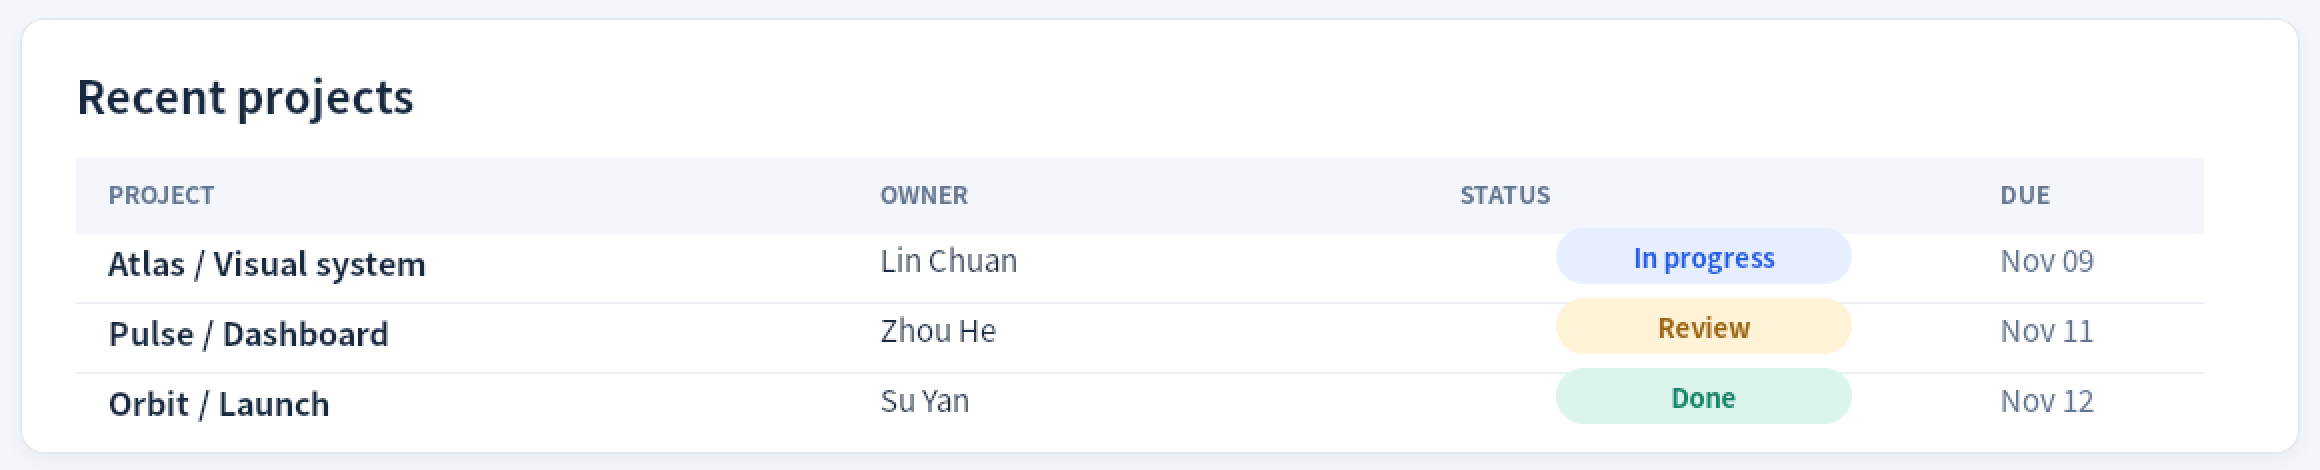 Recent projects
PROJECT OWNER STATUS DUE
Atlas / Visual system Lin Chuan In progress Nov 09
Pulse / Dashboard Zhou He Review Nov 11
Orbit / Launch Su Yan Done Nov 12